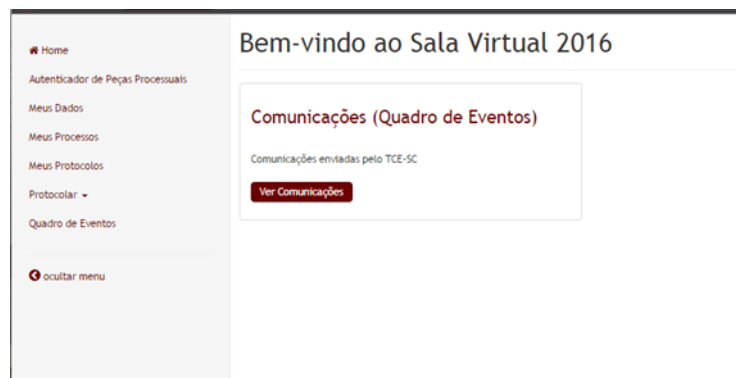 Home
Autenticador de Peças Processuais
Meus Dados
Meus Processos
Meus Protocolos
Protocolar
Quadro de Eventos
ocultar menu
Bem-vindo ao Sala Virtual 2016
Comunicações (Quadro de Eventos)
Comunicações enviadas pelo TCE-SC
Ver Comunicações